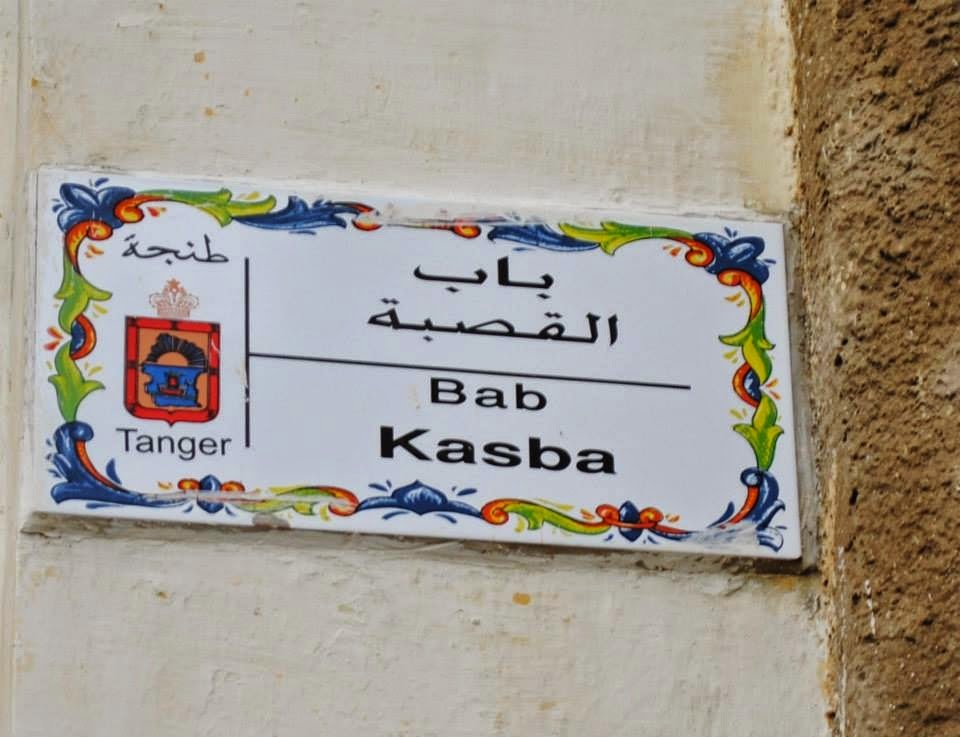 طنجة
Tanger
باب
القصبة
Bab
Kasba